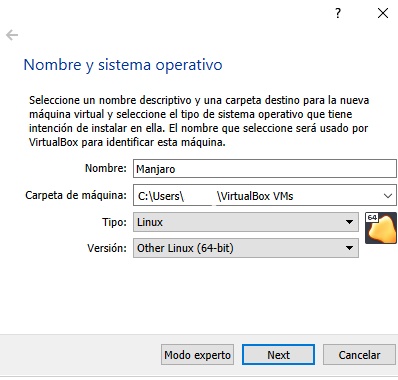 ?
Nombre y sistema operativo
Seleccione un nombre descriptivo y una carpeta destino para la nueva
máquina virtual y seleccione el tipo de sistema operativo que tiene
intención de instalar en ella. El nombre que seleccione será usado por
VirtualBox para identificar esta máquina.
Nombre: Manjaro
Carpeta de máquina: C:\Users\ \VirtualBox VMs
Tipo: Linux
64
Versión: Other Linux (64-bit)
Modo experto Next Cancelar